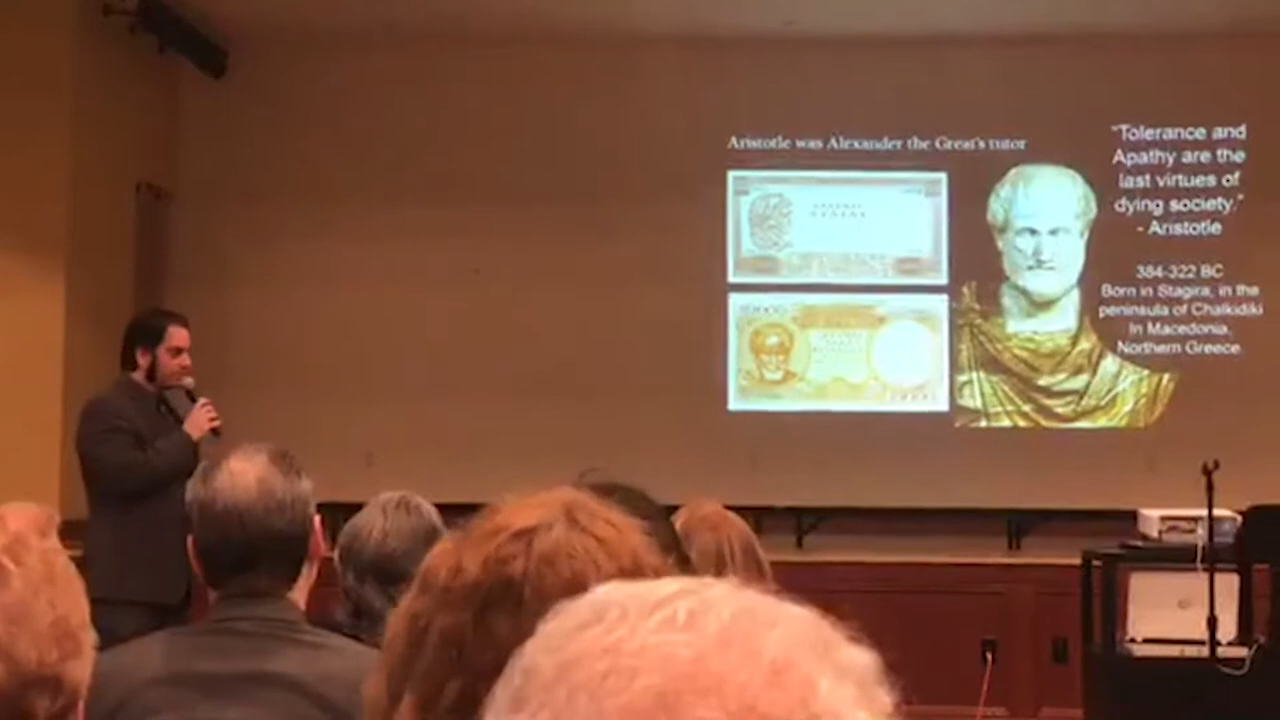 Aristotle was Alexander the Great's tutor
"Tolerance and
Apathy are the
last virtues of
dying society."
- Aristotle
384-322 BC
Born in Stagira, in the
peninsula of Chalkidiki
In Macedonia,
Northern Greece